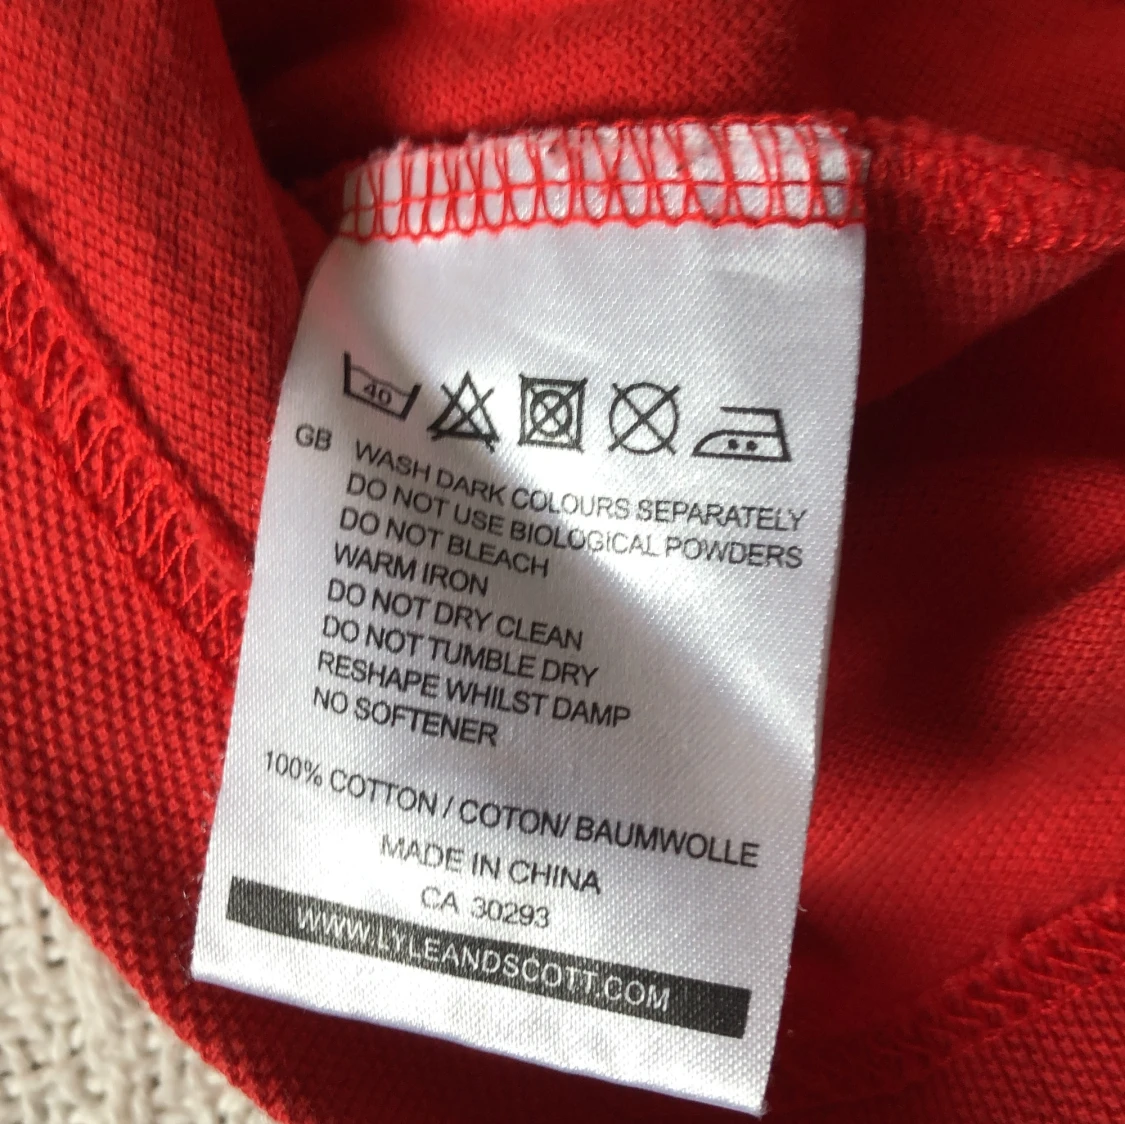 40
GB WASH DARK COLOURS SEPARATELY
DO NOT USE BIOLOGICAL POWDERS
DO NOT BLEACH
WARM IRON
DO NOT DRY CLEAN
DO NOT TUMBLE DRY
RESHAPE WHILST DAMP
NO SOFTENER
100% COTTON / COTON/ BAUMWOLLE
MADE IN CHINA
CA 30293
WWW.LYLEANDSCOTT.COM